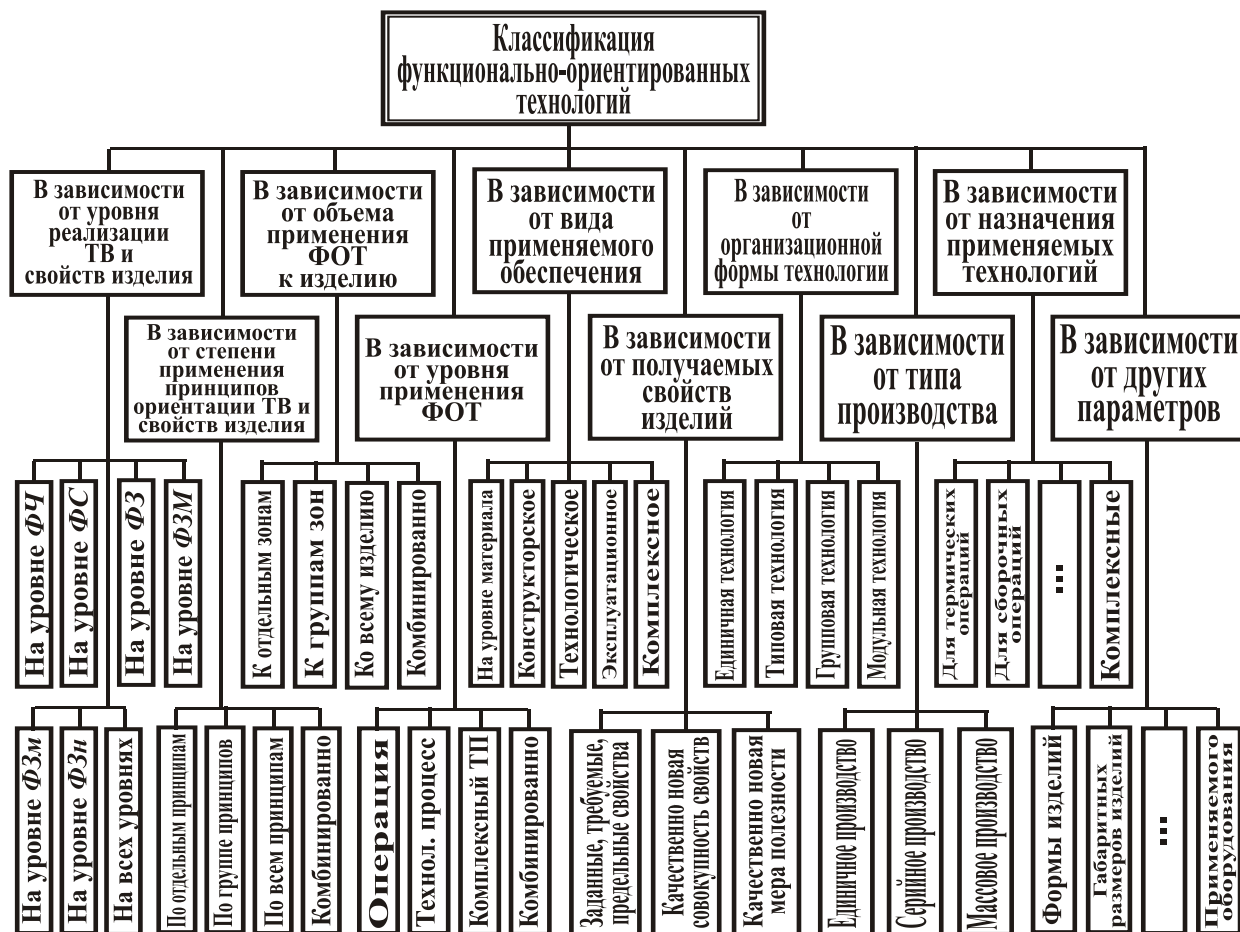 Классификация
функционально-ориентированных
технологий
В зависимости
от уровня
реализации
ТВ и
свойств изделия
В зависимости
от объема
применения
ФОТ
к изделию
В зависимости
от вида
применяемого
обеспечения
В зависимости
от
организационной
формы технологии
В зависимости
от назначения
применяемых
технологий
В зависимости
от степени
применения
принципов
ориентации ТВ и
свойств изделия
В зависимости
от уровня
применения
ФОТ
В зависимости
от получаемых
свойств
изделий
В зависимости
от типа
производства
В зависимости
от других
параметров
На уровне ФЧ
На уровне ФС
На уровне ФЗ
На уровне ФЗМ
К отдельным зонам
К группам зон
Ко всему изделию
Комбинированно
На уровне материала
Конструкторское
Технологическое
Эксплуатационное
Комплексное
Единичная технология
Типовая технология
Групповая технология
Модульная технология
Для термических
операций
Для сборочных
операций
...
Комплексные
На уровне ФЗм
На уровне ФЗн
На всех уровнях
По отдельным принципам
По группе принципов
По всем принципам
Комбинированно
Операция
Технол. процесс
Комплексный ТП
Комбинированно
Заданные, требуемые,
предельные свойства
Качественно новая
совокупность свойств
Качественно новая
мера полезности
Единичное производство
Серийное производство
Массовое производство
Формы изделий
Габаритных
размеров изделий
...
Применяемого
оборудования